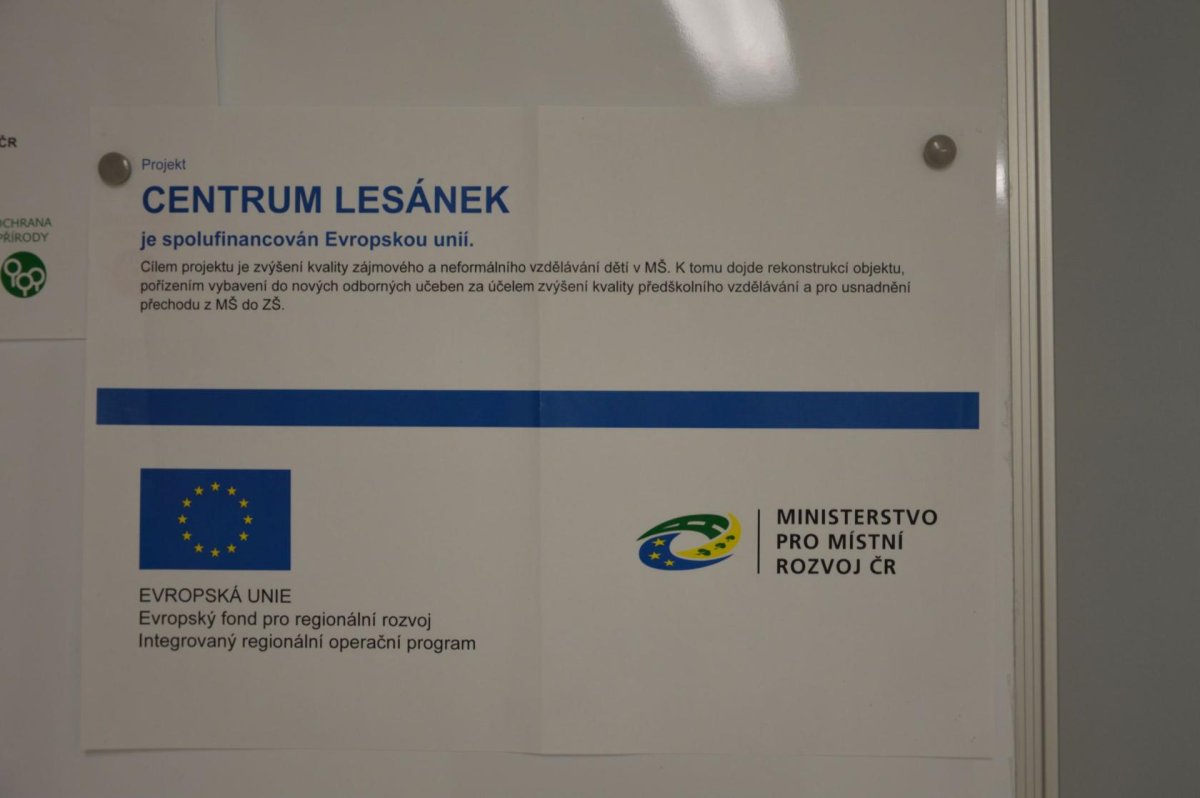 ČR
OCHRANA
PŘÍRODY
Projekt
CENTRUM LESÁNEK
je spolufinancován Evropskou unií.
Cílem projektu je zvýšení kvality zájmového a neformálního vzdělávání dětí v MŠ. K tomu dojde rekonstrukcí objektu,
pořízením vybavení do nových odborných učeben za účelem zvýšení kvality předškolního vzdělávání a pro usnadnění
přechodu z MŠ do ZŠ.
EVROPSKÁ UNIE
Evropský fond pro regionální rozvoj
Integrovaný regionální operační program
MINISTERSTVO
PRO MÍSTNÍ
ROZVOJ ČR